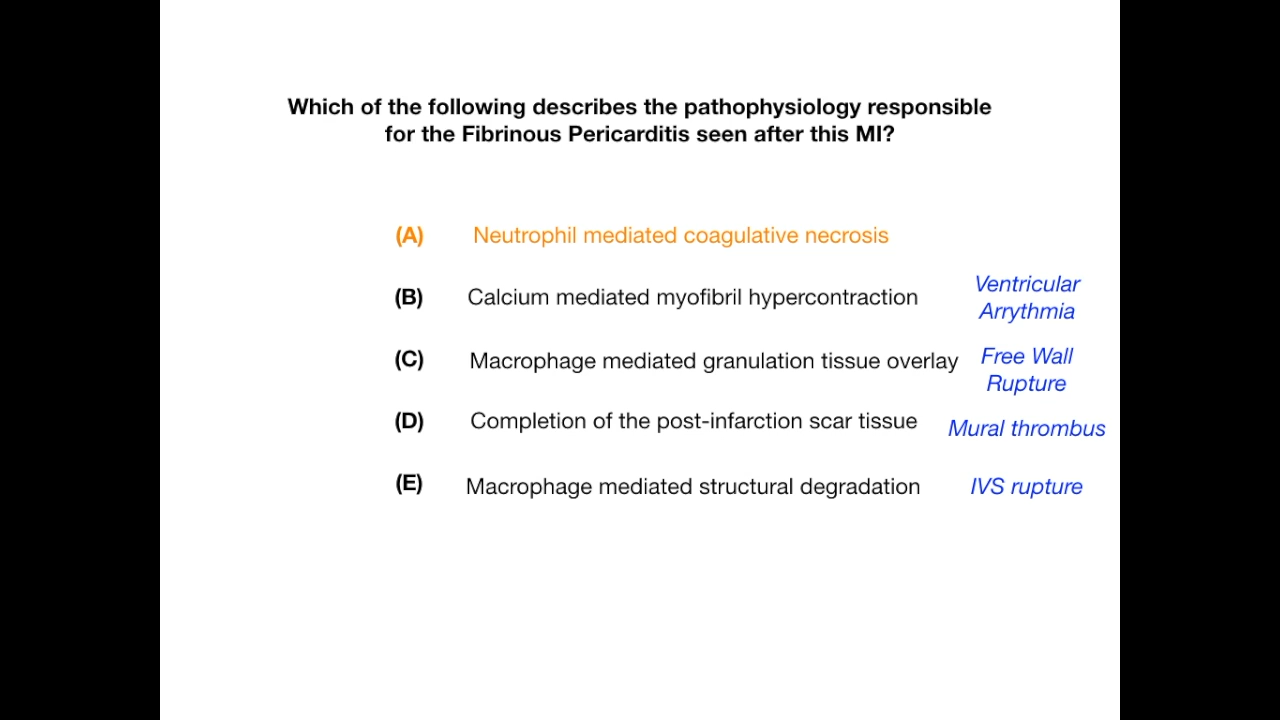 Which of the following describes the pathophysiology responsible
for the Fibrinous Pericarditis seen after this MI?
(A) Neutrophil mediated coagulative necrosis
(B) Calcium mediated myofibril hypercontraction
Ventricular
Arrythmia
(C) Macrophage mediated granulation tissue overlay
Free Wall
Rupture
(D) Completion of the post-infarction scar tissue
Mural thrombus
(E) Macrophage mediated structural degradation
IVS rupture